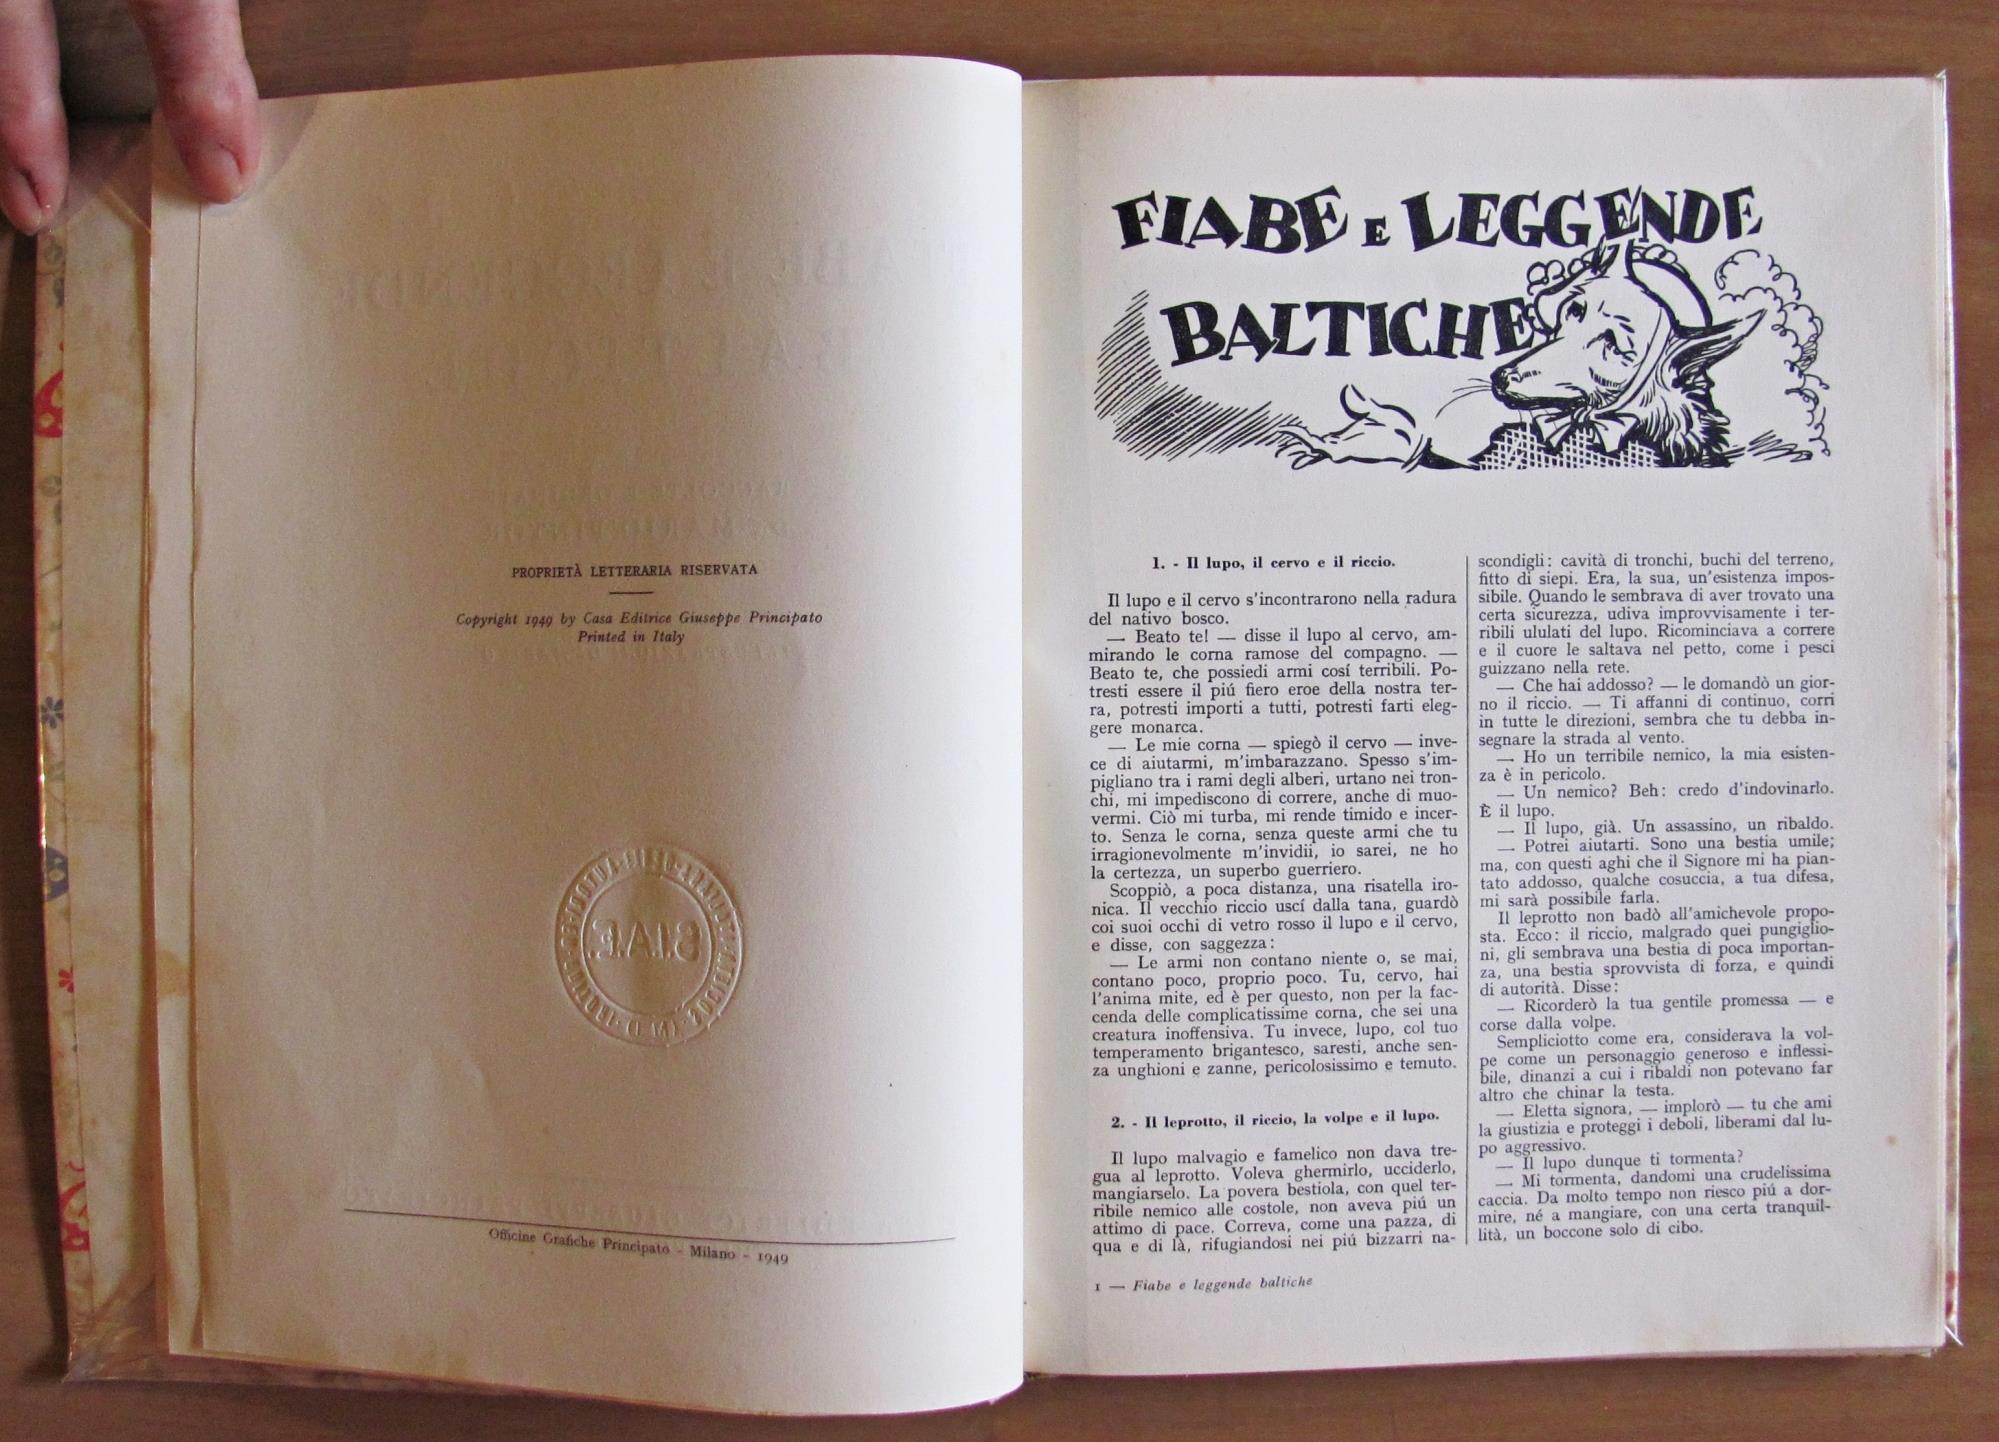 PROPRIETÀ LETTERARIA RISERVATA
Copyright 1949 by Casa Editrice Giuseppe Principato
Printed in Italy
S.I.A.E.
Officine Grafiche Principato - Milano - 1949
FIABE E LEGGENDE
BALTICHE
1. - Il lupo, il cervo e il riccio.
Il lupo e il cervo s'incontrarono nella radura
del nativo bosco.
— Beato te! — disse il lupo al cervo, am-
mirando le corna ramose del compagno. —
Beato te, che possiedi armi cosí terribili. Po-
tresti essere il piú fiero eroe della nostra ter-
ra, potresti importi a tutti, potresti farti eleg-
gere monarca.
— Le mie corna — spiegò il cervo — inve-
ce di aiutarmi, m'imbarazzano. Spesso s'im-
pigliano tra i rami degli alberi, urtano nei tron-
chi, mi impediscono di correre, anche di muo-
vermi. Ciò mi turba, mi rende timido e incer-
to. Senza le corna, senza queste armi che tu
irragionevolmente m'invidii, io sarei, ne ho
la certezza, un superbo guerriero.
Scoppiò, a poca distanza, una risatella iro-
nica. Il vecchio riccio uscí dalla tana, guardò
coi suoi occhi di vetro rosso il lupo e il cervo,
e disse, con saggezza:
— Le armi non contano niente o, se mai,
contano poco, proprio poco. Tu, cervo, hai
l'anima mite, ed è per questo, non per la fac-
cenda delle complicatissime corna, che sei una
creatura inoffensiva. Tu invece, lupo, col tuo
temperamento brigantesco, saresti, anche sen-
za unghioni e zanne, pericolosissimo e temuto.
2. - Il leprotto, il riccio, la volpe e il lupo.
Il lupo malvagio e famelico non dava tre-
gua al leprotto. Voleva ghermirlo, ucciderlo,
mangiarselo. La povera bestiola, con quel ter-
ribile nemico alle costole, non aveva piú un
attimo di pace. Correva, come una pazza, di
qua e di là, rifugiandosi nei piú bizzarri na-
scondigli: cavità di tronchi, buchi del terreno,
fitto di siepi. Era, la sua, un'esistenza impos-
sibile. Quando le sembrava di aver trovato una
certa sicurezza, udiva improvvisamente i ter-
ribili ululati del lupo. Ricominciava a correre
e il cuore le saltava nel petto, come i pesci
guizzano nella rete.
— Che hai addosso? — le domandò un gior-
no il riccio. — Ti affanni di continuo, corri
in tutte le direzioni, sembra che tu debba in-
segnare la strada al vento.
— Ho un terribile nemico, la mia esisten-
za è in pericolo.
— Un nemico? Beh: credo d'indovinarlo.
È il lupo.
— Il lupo, già. Un assassino, un ribaldo.
— Potrei aiutarti. Sono una bestia umile;
ma, con questi aghi che il Signore mi ha pian-
tato addosso, qualche cosuccia, a tua difesa,
mi sarà possibile farla.
Il leprotto non badò all'amichevole propo-
sta. Ecco: il riccio, malgrado quei pungiglio-
ni, gli sembrava una bestia di poca importan-
za, una bestia sprovvista di forza, e quindi
di autorità. Disse:
— Ricorderò la tua gentile promessa — e
corse dalla volpe.
Sempliciotto come era, considerava la vol-
pe come un personaggio generoso e inflessi-
bile, dinanzi a cui i ribaldi non potevano far
altro che chinar la testa.
— Eletta signora, — implorò — tu che ami
la giustizia e proteggi i deboli, liberami dal lu-
po aggressivo.
— Il lupo dunque ti tormenta?
— Mi tormenta, dandomi una crudelissima
caccia. Da molto tempo non riesco piú a dor-
mire, né a mangiare, con una certa tranquil-
lità, un boccone solo di cibo.
1 — Fiabe e leggende baltiche